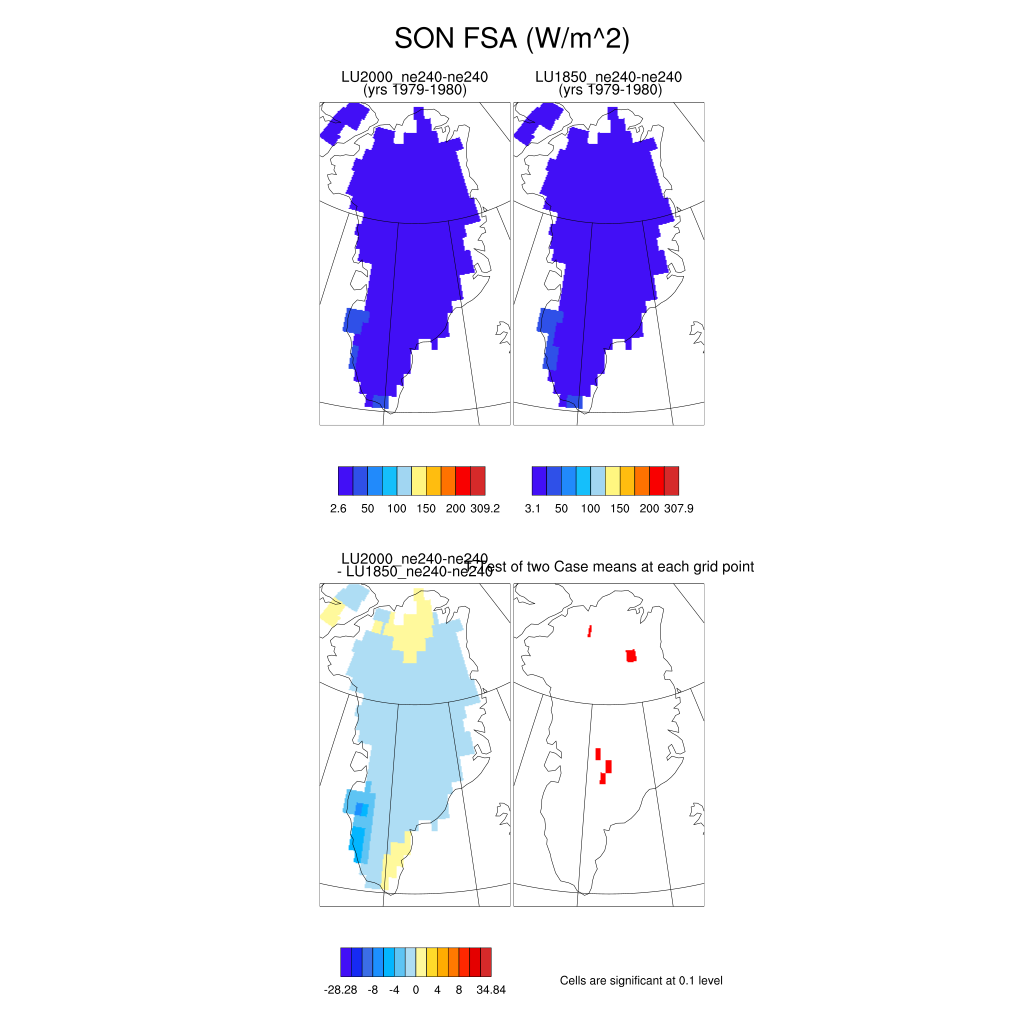 SON FSA (W/m^2)
LU2000_ne240-ne240
(yrs 1979-1980)
LU1850_ne240-ne240
(yrs 1979-1980)
2.6 50 100 150 200 309.2
3.1 50 100 150 200 307.9
LU2000_ne240-ne240
- LU1850_ne240-ne240
T-Test of two Case means at each grid point
-28.28 -8 -4 0 4 8 34.84
Cells are significant at 0.1 level